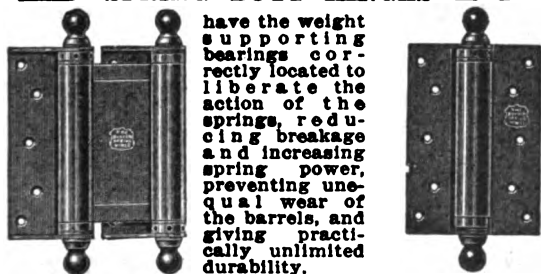 have the weight
supporting
bearings cor-
rectly located to
liberate the
action of the
springs, redu-
cing breakage
and increasing
spring power,
preventing une-
qual wear of
the barrels, and
giving practi-
cally unlimited
durability.